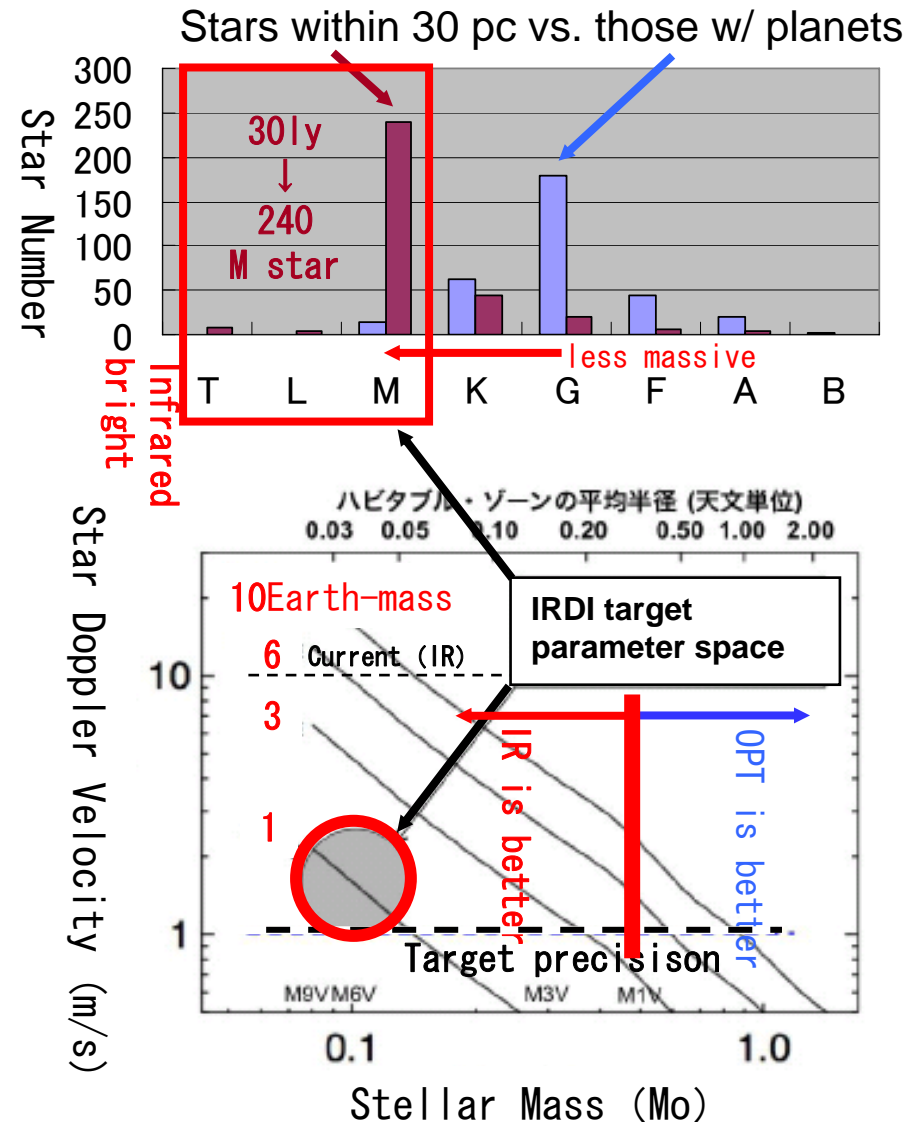 Stars within 30 pc vs. those w/ planets
Star Number
300
250
200
150
100
50
0
30ly
↓
240
M star
less massive
Infrared
bright
T L M K G F A B
ハビタブル・ゾーンの平均半径 (天文単位)
0.03 0.05 0.10 0.20 0.50 1.00 2.00
Star Doppler Velocity (m/s)
10Earth-mass
6 Current (IR)
3
1
10
1
IRDI target
parameter space
IR is better
OPT is better
Target precisison
M9V M6V M3V M1V
0.1 1.0
Stellar Mass (Mo)